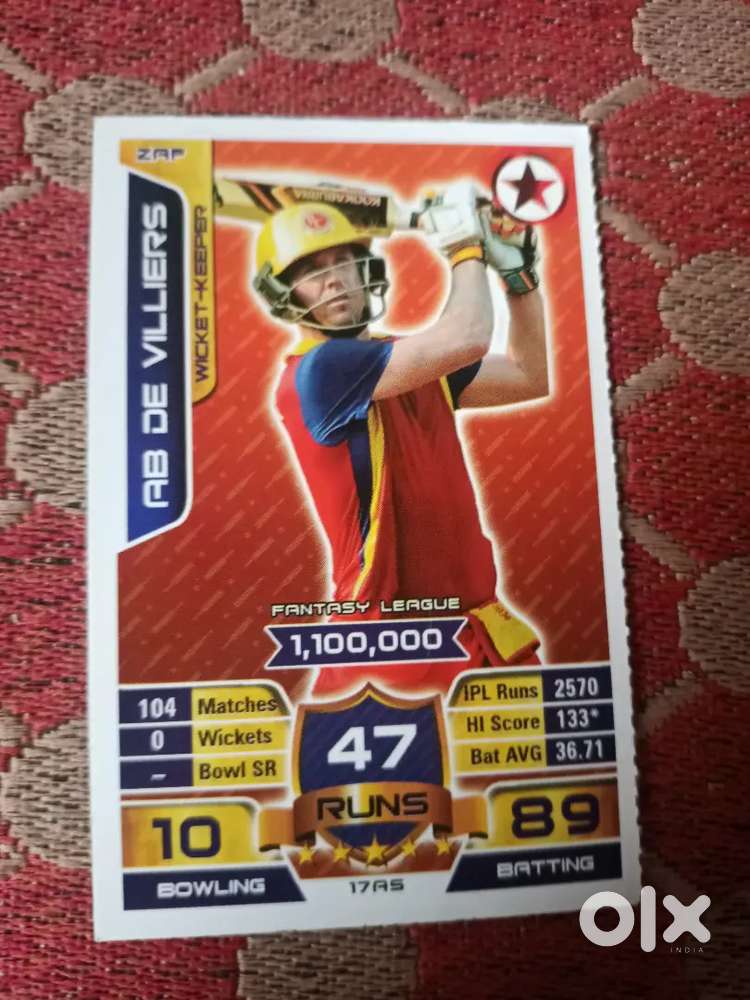 ZAF
AB DE VILLIERS
WICKET-KEEPER
KOOKABURRA
FANTASY LEAGUE
1,100,000
104 Matches
0 Wickets
– Bowl SR
IPL Runs 2570
HI Score 133*
Bat AVG 36.71
47
RUNS
10
BOWLING
89
BATTING
17AS
olx
INDIA